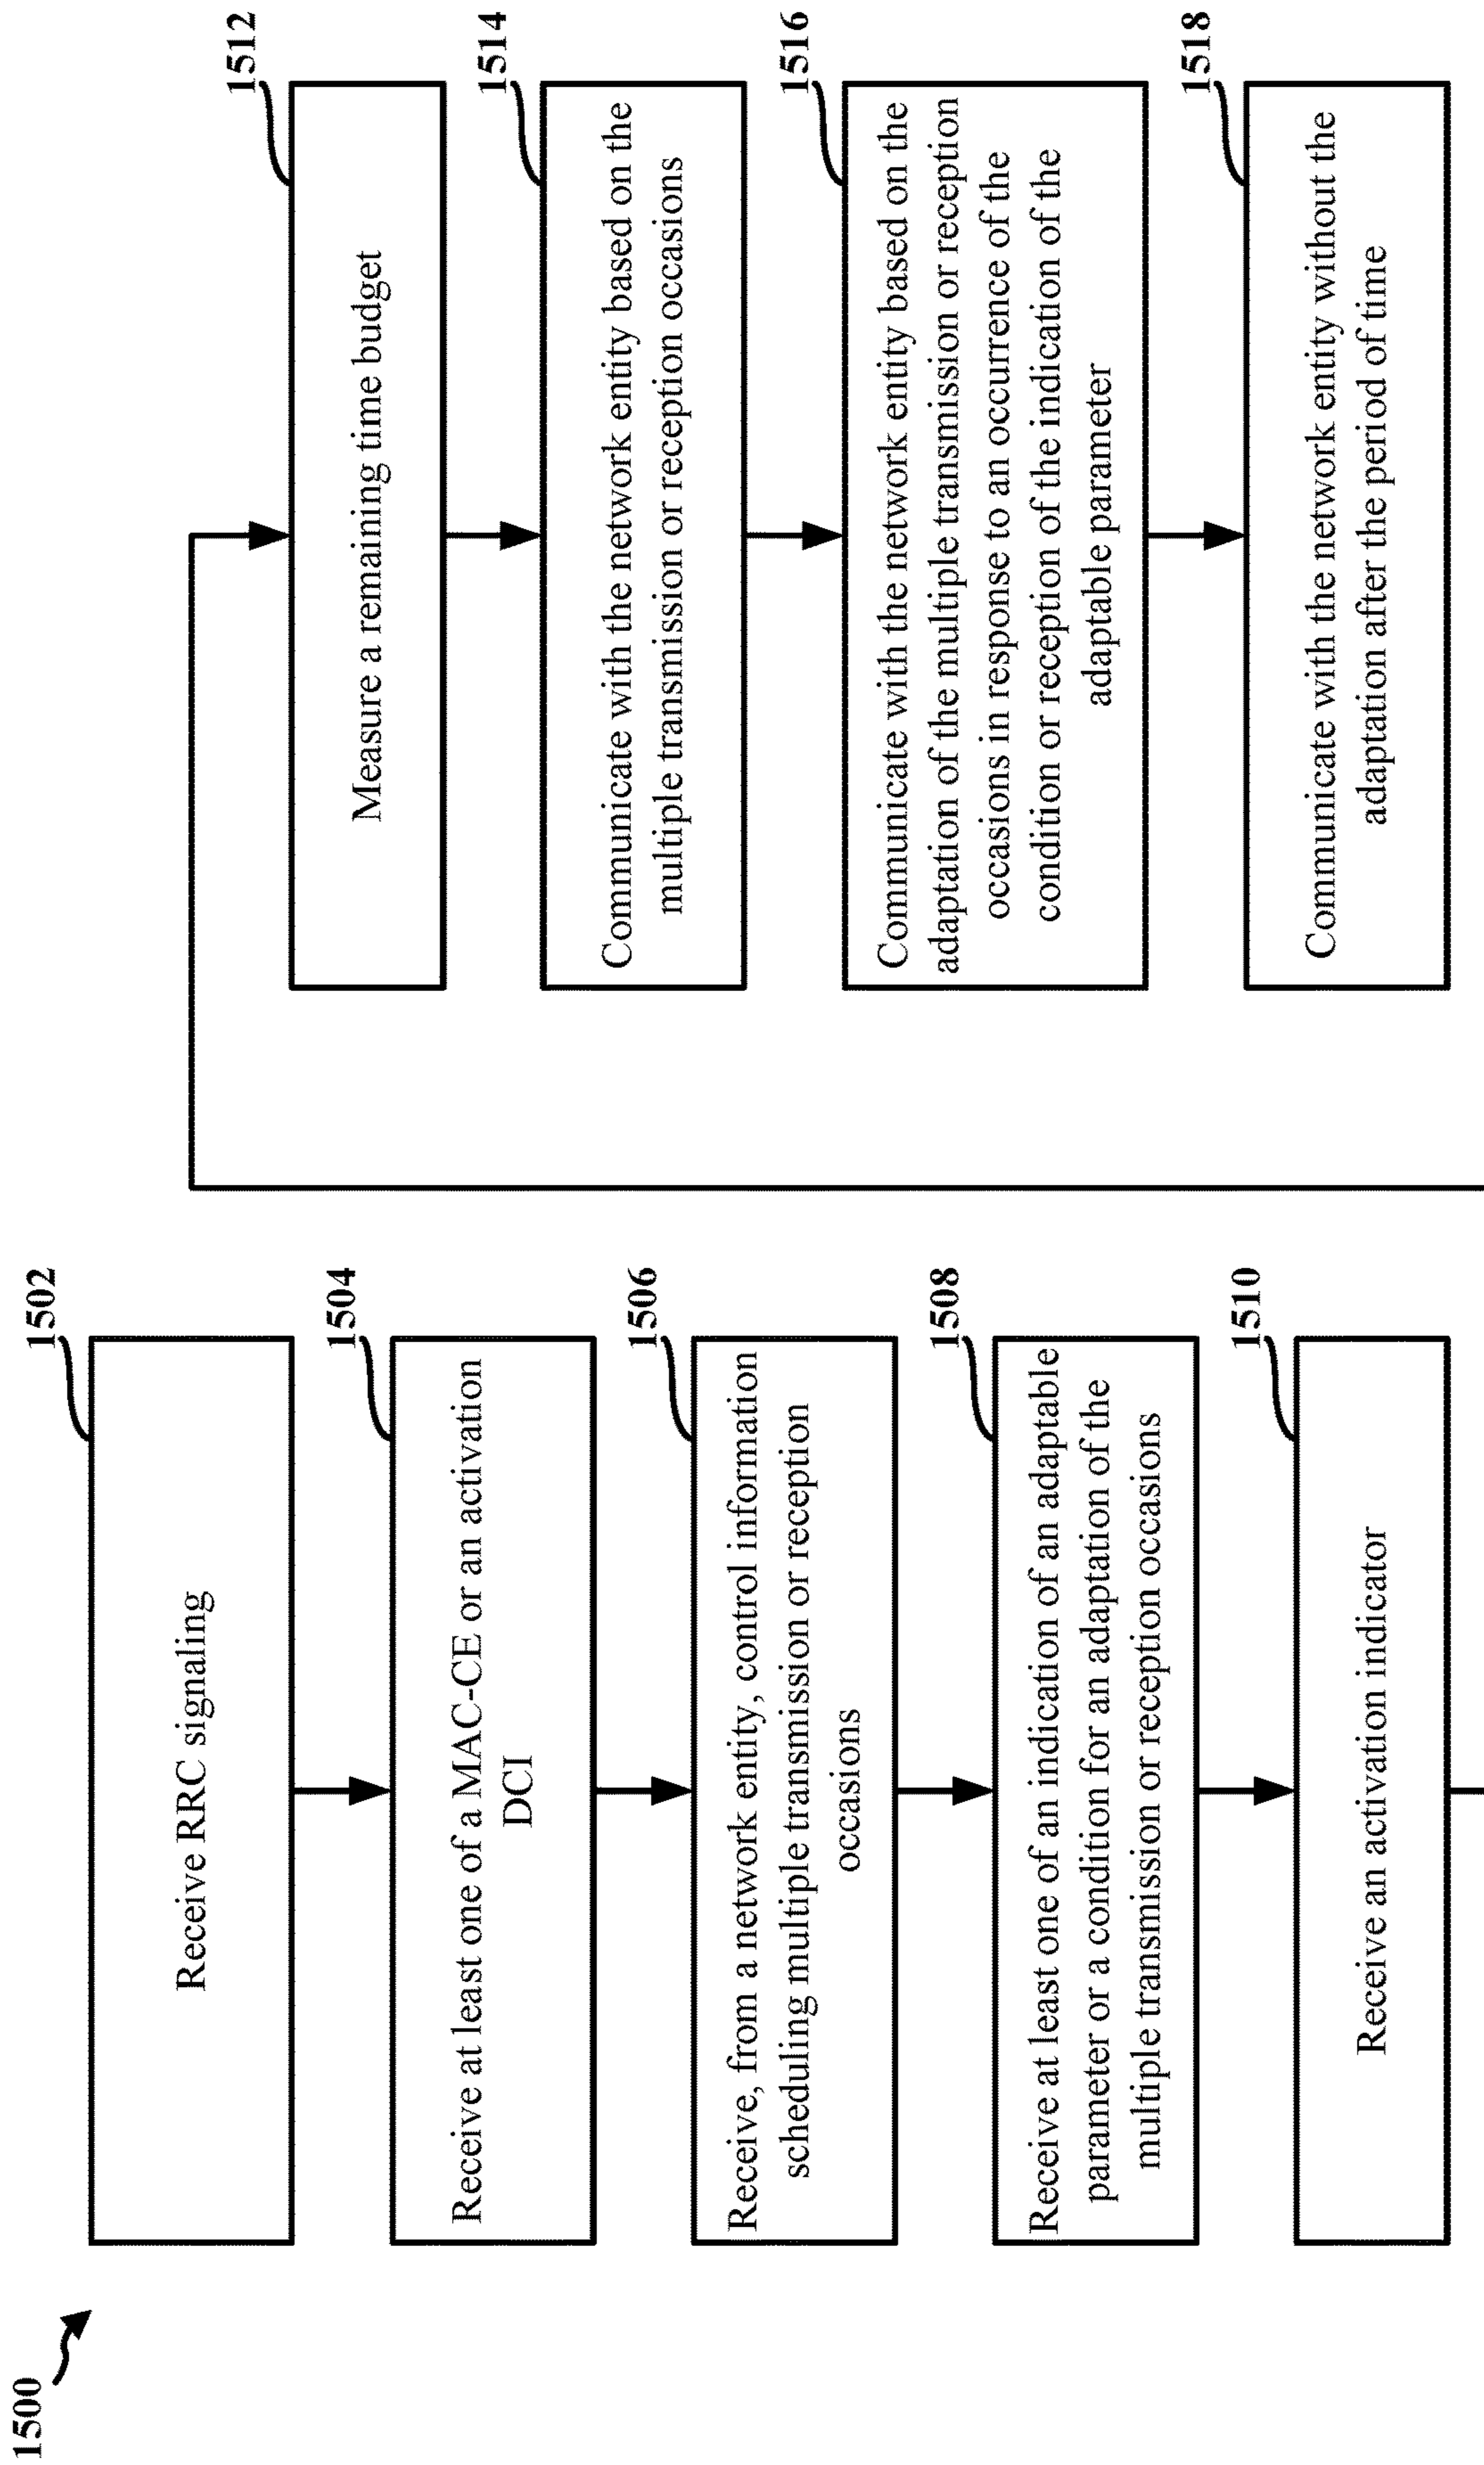 1500
1502
Receive RRC signaling
1504
Receive at least one of a MAC-CE or an activation
DCI
1506
Receive, from a network entity, control information
scheduling multiple transmission or reception
occasions
1508
Receive at least one of an indication of an adaptable
parameter or a condition for an adaptation of the
multiple transmission or reception occasions
1510
Receive an activation indicator
1512
Measure a remaining time budget
1514
Communicate with the network entity based on the
multiple transmission or reception occasions
1516
Communicate with the network entity based on the
adaptation of the multiple transmission or reception
occasions in response to an occurrence of the
condition or reception of the indication of the
adaptable parameter
1518
Communicate with the network entity without the
adaptation after the period of time